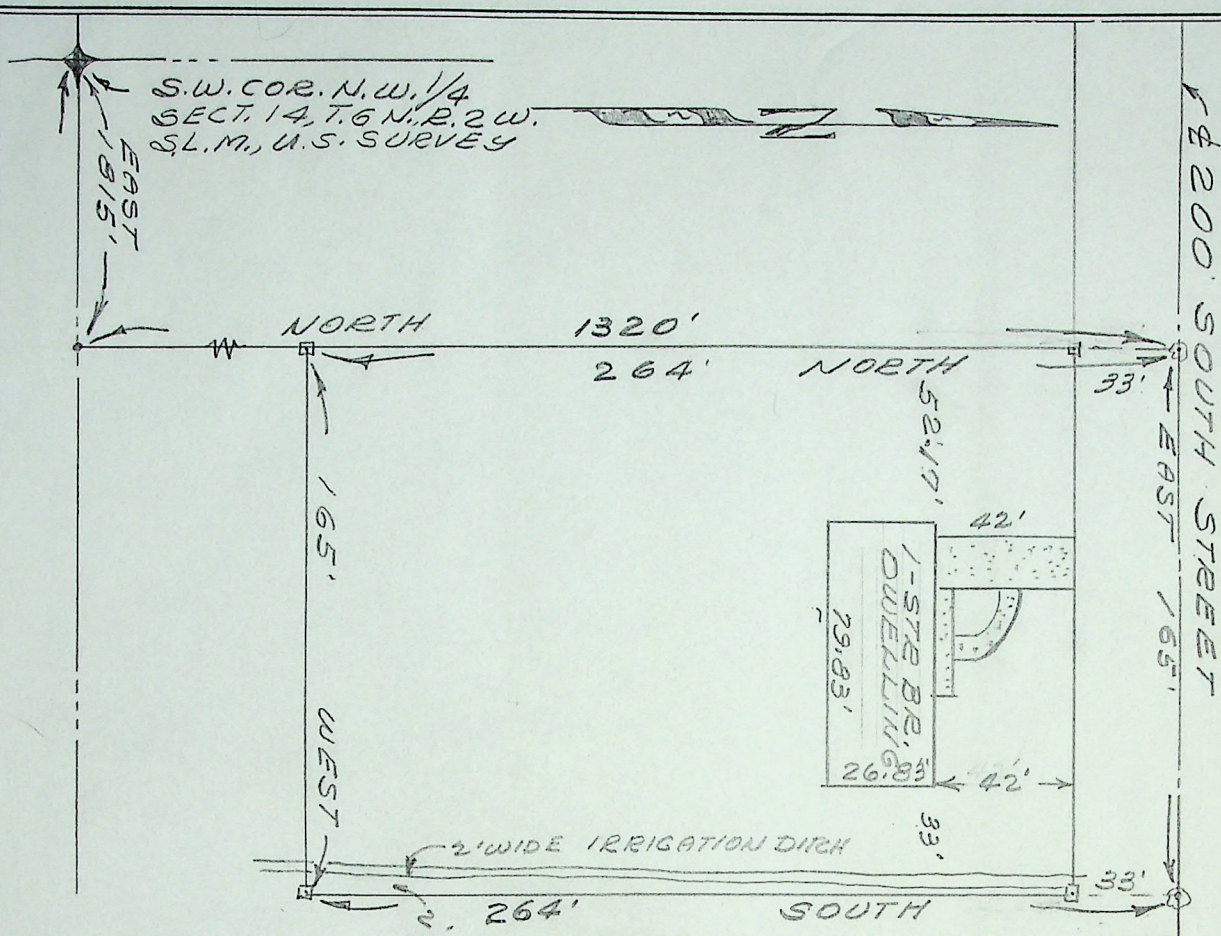 S.W. COR. N.W. 1/4
SECT. 14, T. 6 N., R. 2 W.
S.L.M., U.S. SURVEY
EAST
1815'
N
℄ 200 SOUTH STREET
NORTH 1320'
264' NORTH
33'
EAST 165'
52.17'
42'
1-STR BR.
DWELLING
79.83'
26.83'
42'
33'
165'
WEST
2' WIDE IRRIGATION DITCH
2.
264' SOUTH
33'